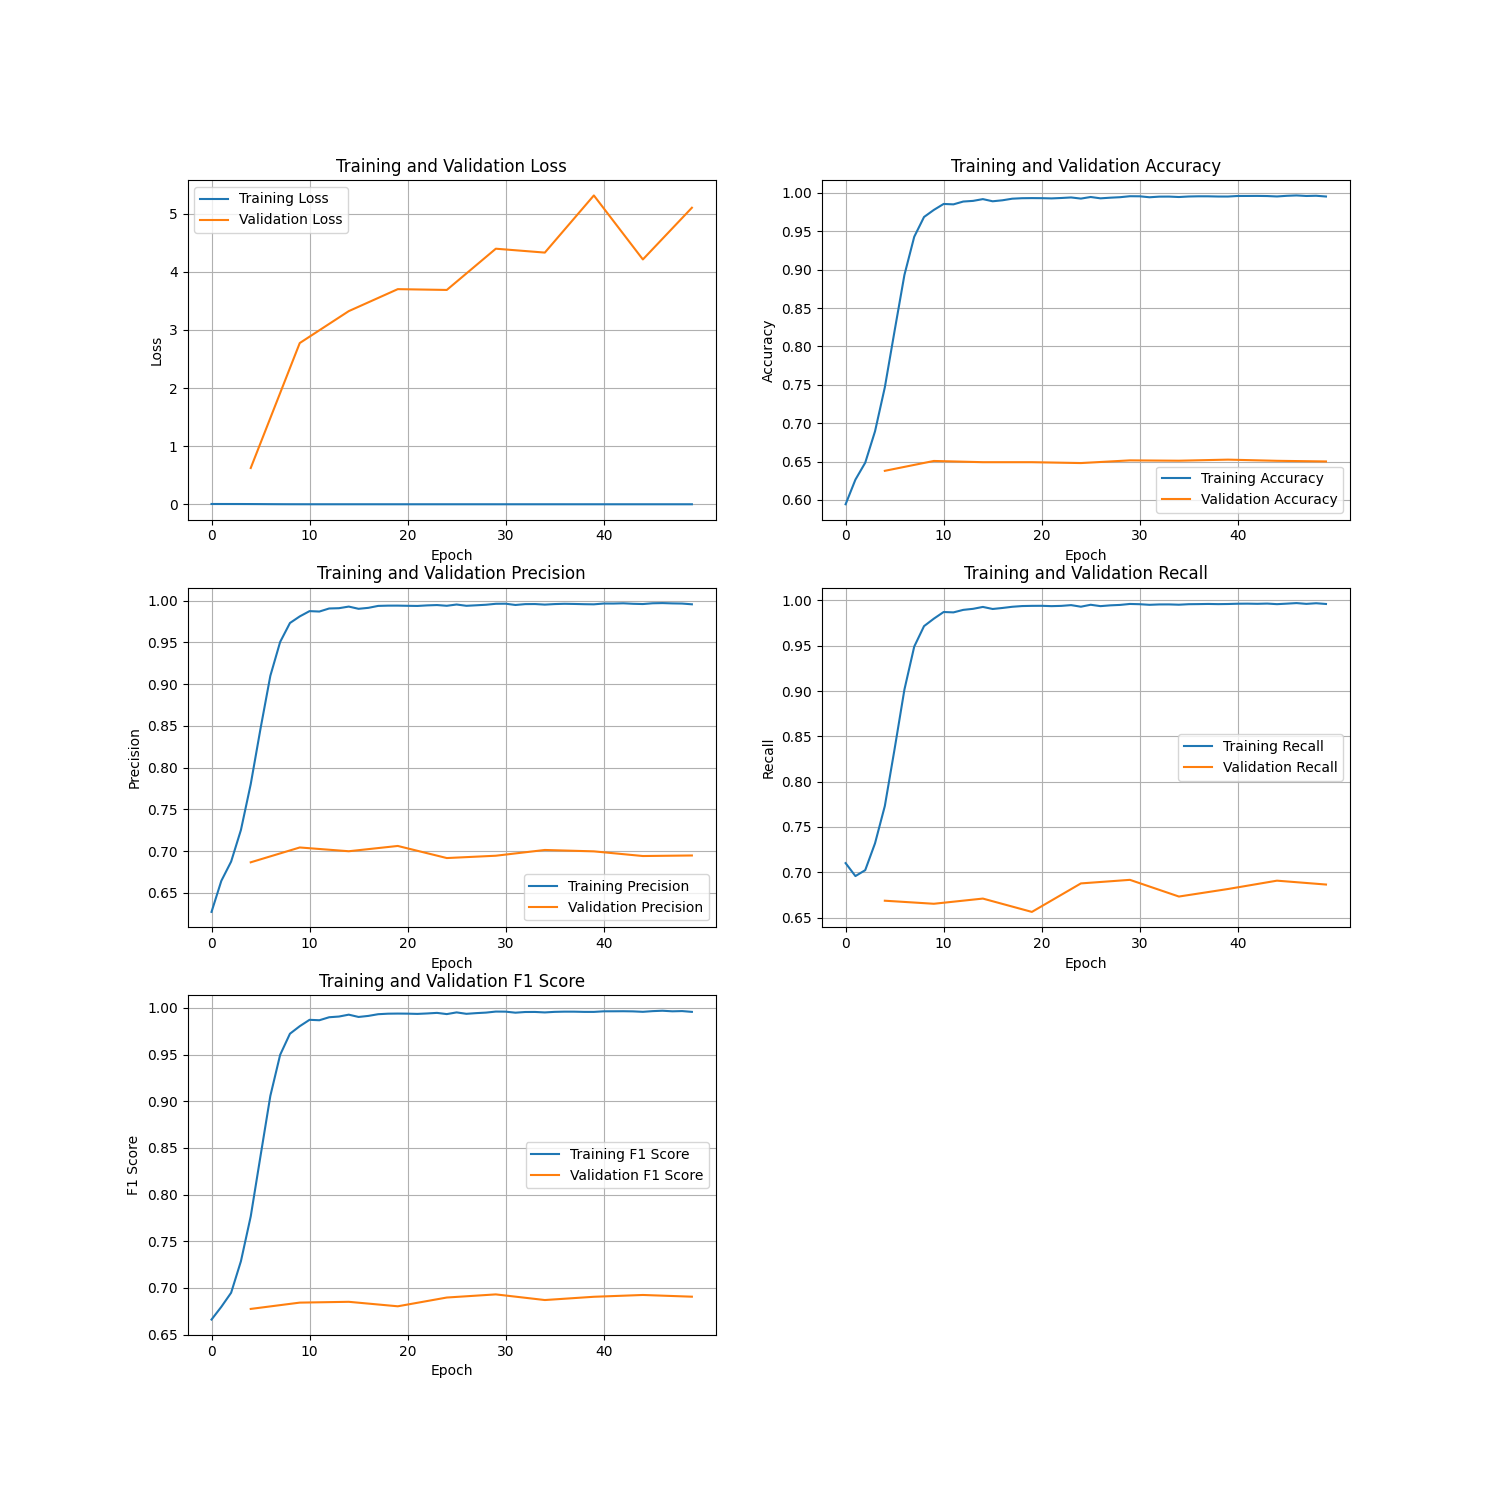 Training and Validation Loss
Training Loss
Validation Loss
5
4
3
2
1
0
Loss
0 10 20 30 40
Epoch
Training and Validation Accuracy
1.00
0.95
0.90
0.85
0.80
0.75
0.70
0.65
0.60
Accuracy
Training Accuracy
Validation Accuracy
0 10 20 30 40
Epoch
Training and Validation Precision
1.00
0.95
0.90
0.85
0.80
0.75
0.70
0.65
Precision
Training Precision
Validation Precision
0 10 20 30 40
Epoch
Training and Validation Recall
1.00
0.95
0.90
0.85
0.80
0.75
0.70
0.65
Recall
Training Recall
Validation Recall
0 10 20 30 40
Epoch
Training and Validation F1 Score
1.00
0.95
0.90
0.85
0.80
0.75
0.70
0.65
F1 Score
Training F1 Score
Validation F1 Score
0 10 20 30 40
Epoch